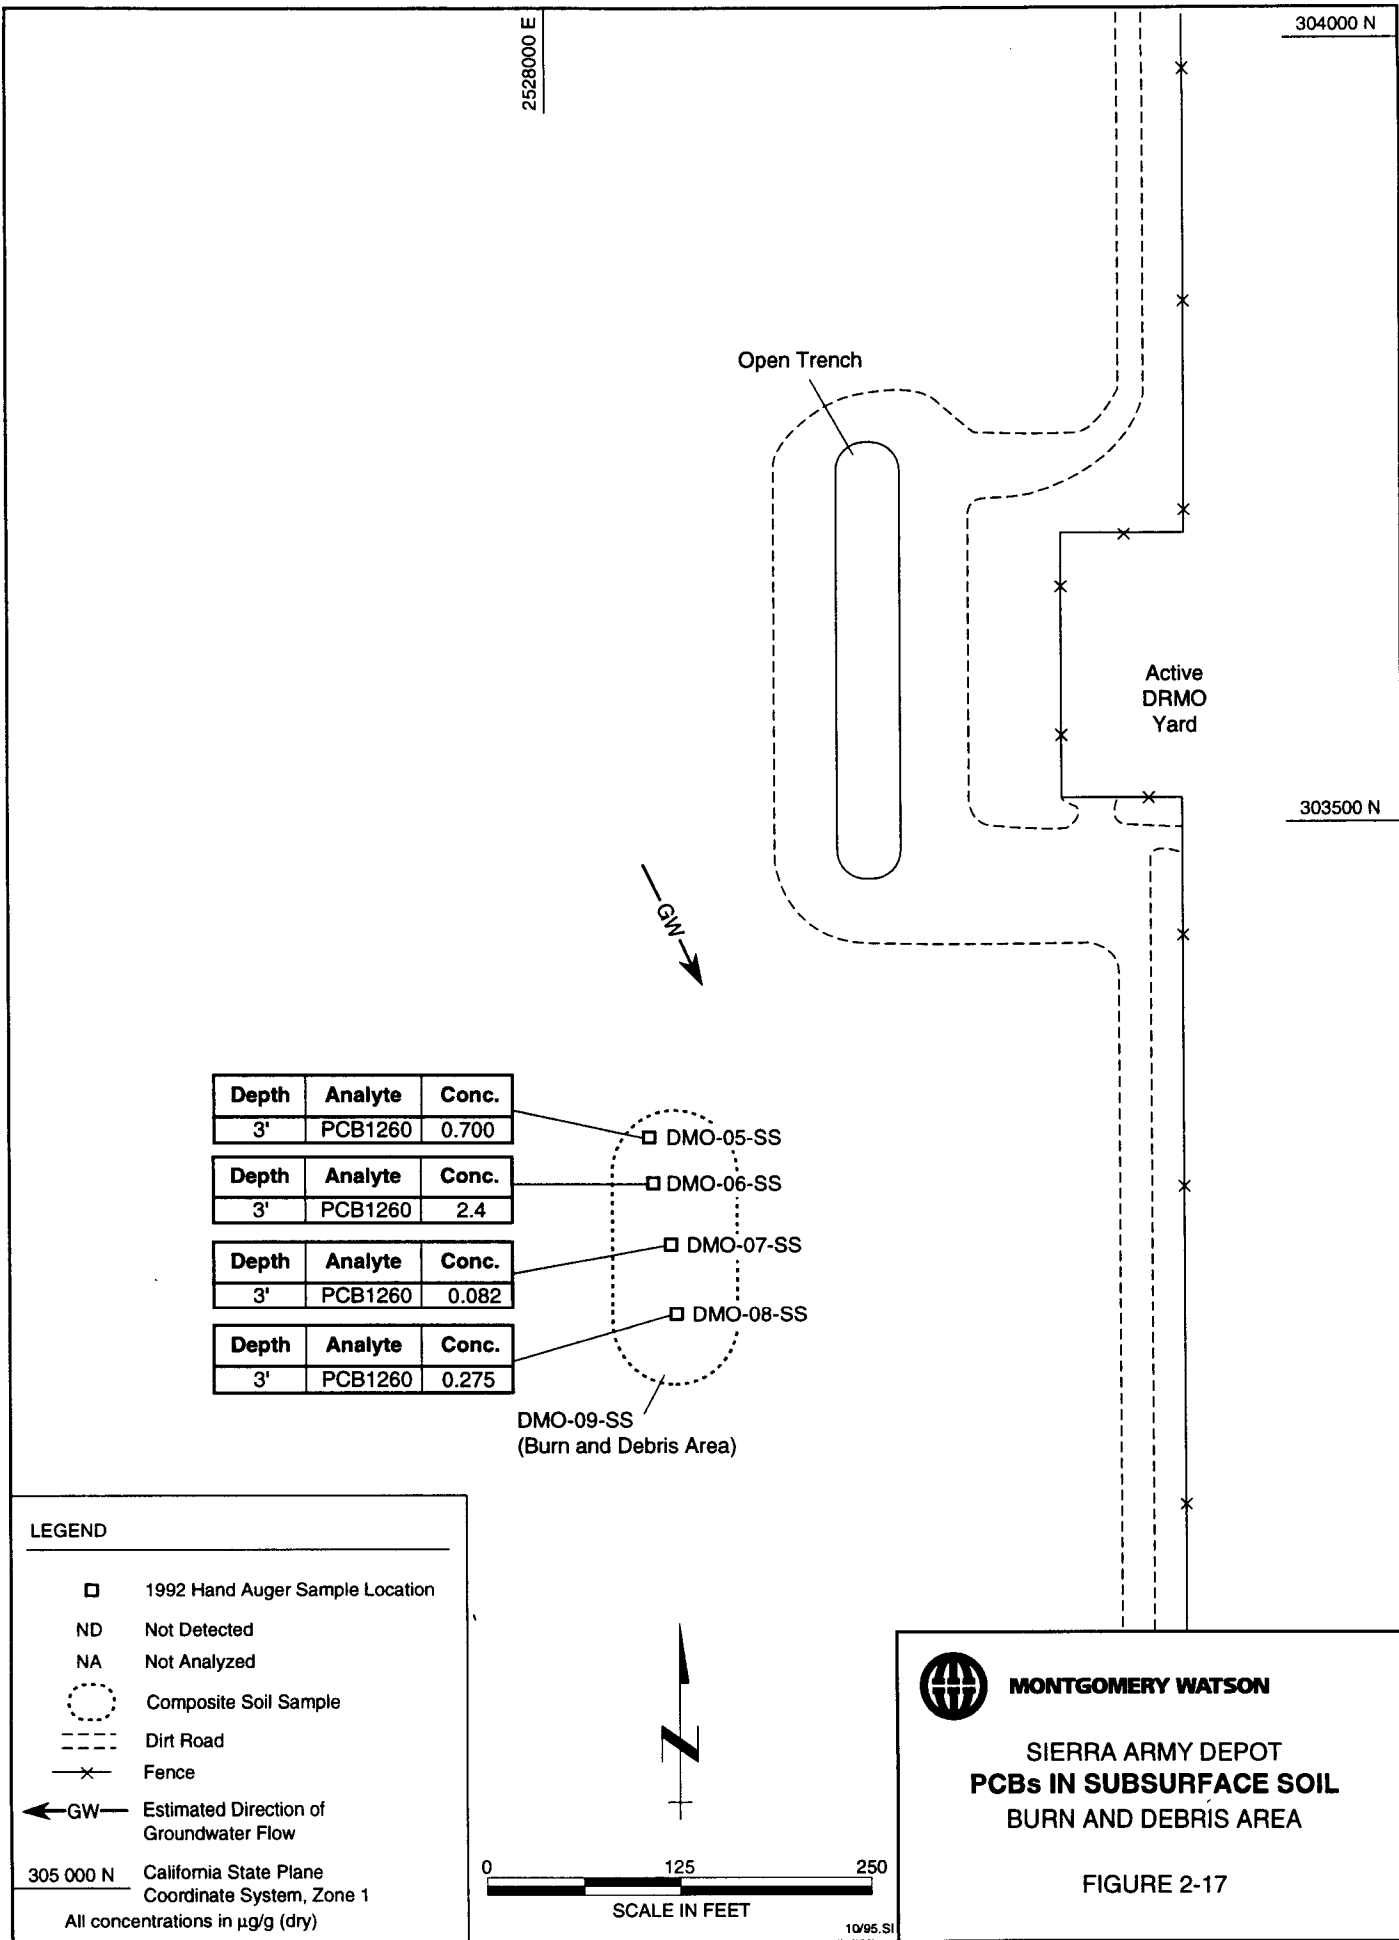 2528000 E
304000 N
Open Trench
Active
DRMO
Yard
303500 N
GW
Depth Analyte Conc.
3' PCB1260 0.700
Depth Analyte Conc.
3' PCB1260 2.4
Depth Analyte Conc.
3' PCB1260 0.082
Depth Analyte Conc.
3' PCB1260 0.275
DMO-05-SS
DMO-06-SS
DMO-07-SS
DMO-08-SS
DMO-09-SS
(Burn and Debris Area)
LEGEND
1992 Hand Auger Sample Location
ND Not Detected
NA Not Analyzed
Composite Soil Sample
Dirt Road
Fence
GW Estimated Direction of
Groundwater Flow
305 000 N California State Plane
Coordinate System, Zone 1
All concentrations in µg/g (dry)
N
0 125 250
SCALE IN FEET
10/95.SI
MONTGOMERY WATSON
SIERRA ARMY DEPOT
PCBs IN SUBSURFACE SOIL
BURN AND DEBRIS AREA
FIGURE 2-17